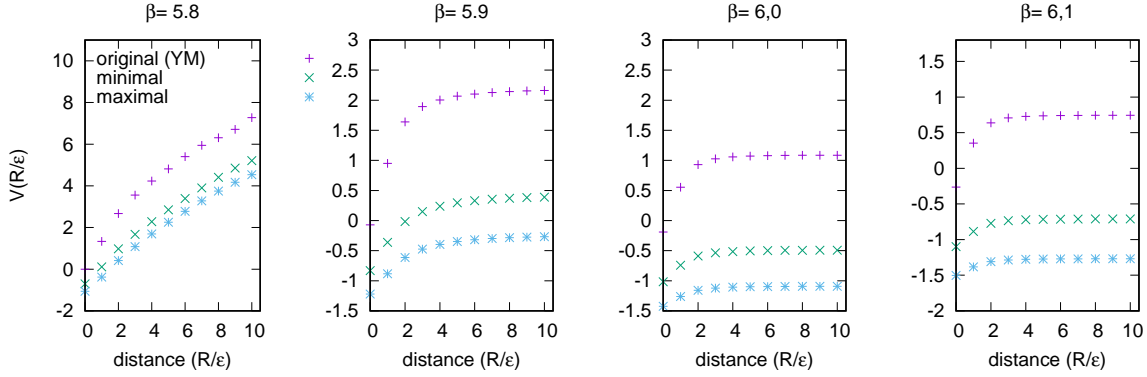 β= 5.8
β= 5.9
β= 6,0
β= 6,1
V(R/ε)
10
8
6
4
2
0
-2
original (YM)
minimal
maximal
0 2 4 6 8 10
distance (R/ε)
3
2.5
2
1.5
1
0.5
0
-0.5
-1
-1.5
0 2 4 6 8 10
distance (R/ε)
3
2.5
2
1.5
1
0.5
0
-0.5
-1
-1.5
0 2 4 6 8 10
distance (R/ε)
1.5
1
0.5
0
-0.5
-1
-1.5
-2
0 2 4 6 8 10
distance (R/ε)